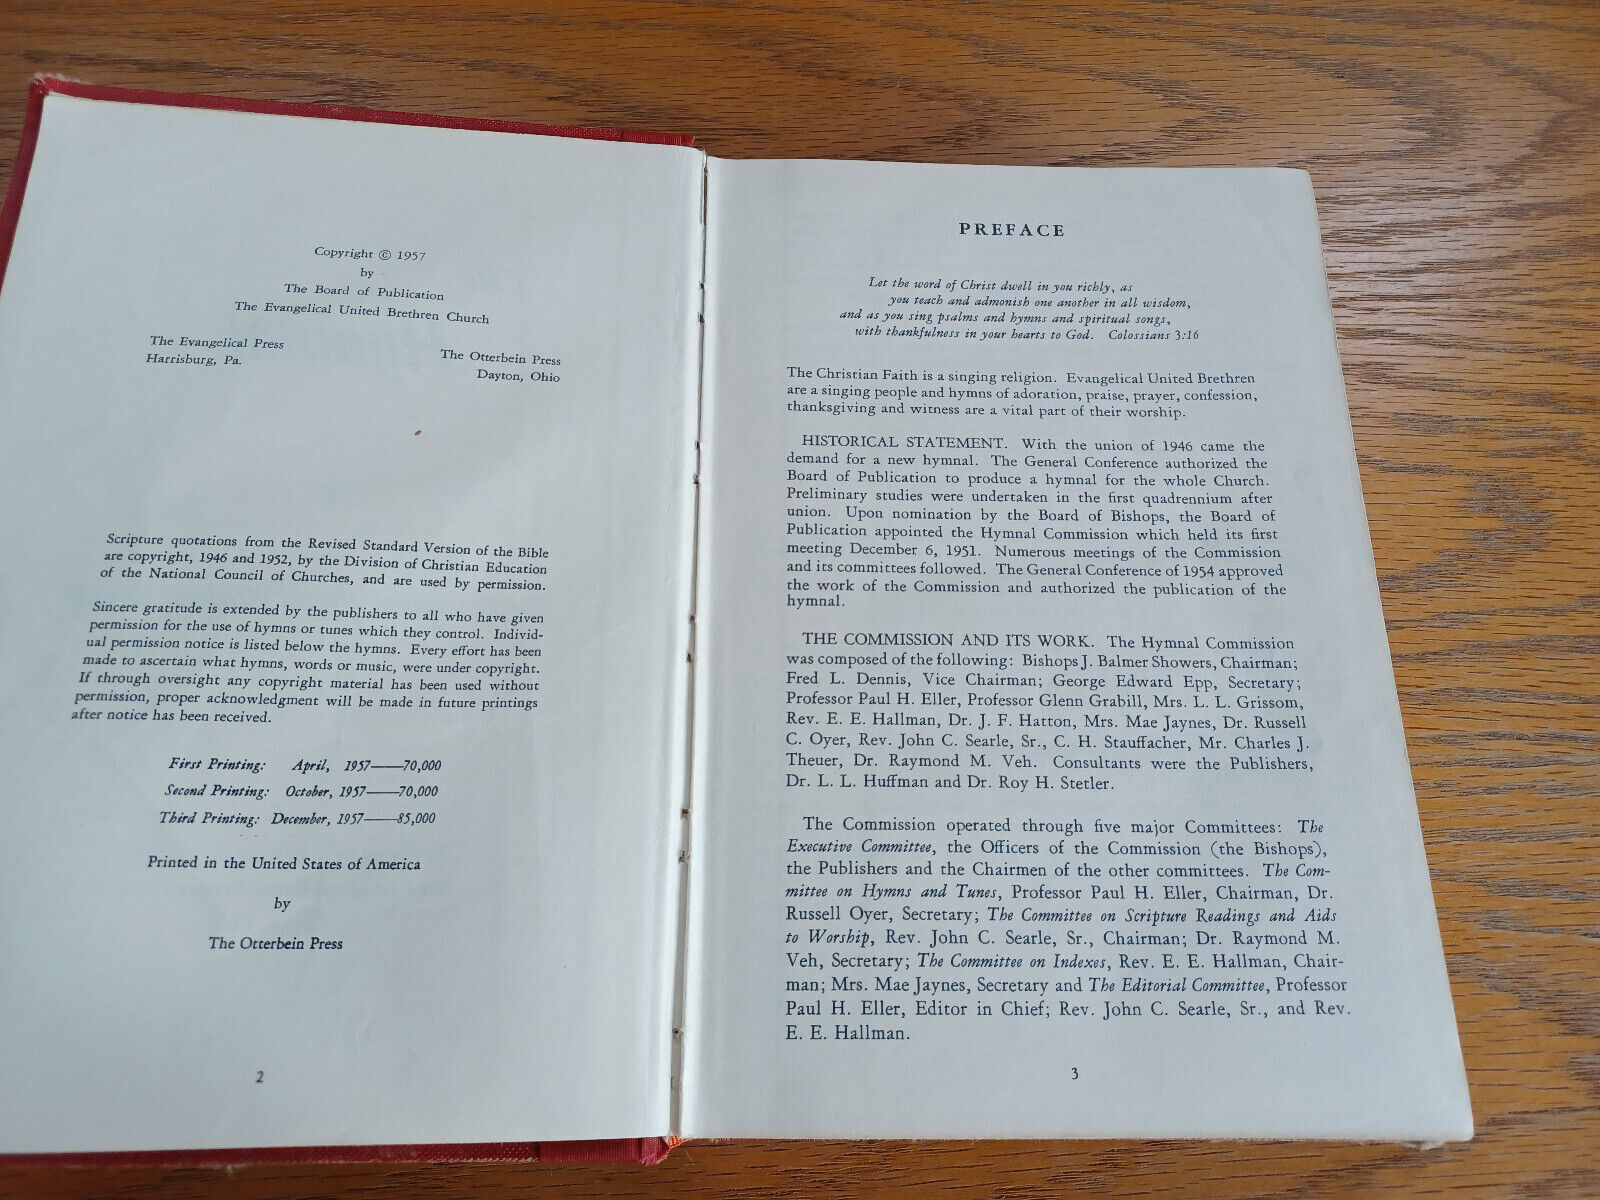 Copyright © 1957
by
The Board of Publication
The Evangelical United Brethren Church
The Evangelical Press
Harrisburg, Pa.
The Otterbein Press
Dayton, Ohio
Scripture quotations from the Revised Standard Version of the Bible
are copyright, 1946 and 1952, by the Division of Christian Education
of the National Council of Churches, and are used by permission.
Sincere gratitude is extended by the publishers to all who have given
permission for the use of hymns or tunes which they control. Individ-
ual permission notice is listed below the hymns. Every effort has been
made to ascertain what hymns, words or music, were under copyright.
If through oversight any copyright material has been used without
permission, proper acknowledgment will be made in future printings
after notice has been received.
First Printing: April, 1957——70,000
Second Printing: October, 1957——70,000
Third Printing: December, 1957——85,000
Printed in the United States of America
by
The Otterbein Press
2
PREFACE
Let the word of Christ dwell in you richly, as
you teach and admonish one another in all wisdom,
and as you sing psalms and hymns and spiritual songs,
with thankfulness in your hearts to God. Colossians 3:16
The Christian Faith is a singing religion. Evangelical United Brethren
are a singing people and hymns of adoration, praise, prayer, confession,
thanksgiving and witness are a vital part of their worship.
HISTORICAL STATEMENT. With the union of 1946 came the
demand for a new hymnal. The General Conference authorized the
Board of Publication to produce a hymnal for the whole Church.
Preliminary studies were undertaken in the first quadrennium after
union. Upon nomination by the Board of Bishops, the Board of
Publication appointed the Hymnal Commission which held its first
meeting December 6, 1951. Numerous meetings of the Commission
and its committees followed. The General Conference of 1954 approved
the work of the Commission and authorized the publication of the
hymnal.
THE COMMISSION AND ITS WORK. The Hymnal Commission
was composed of the following: Bishops J. Balmer Showers, Chairman;
Fred L. Dennis, Vice Chairman; George Edward Epp, Secretary;
Professor Paul H. Eller, Professor Glenn Grabill, Mrs. L. L. Grissom,
Rev. E. E. Hallman, Dr. J. F. Hatton, Mrs. Mae Jaynes, Dr. Russell
C. Oyer, Rev. John C. Searle, Sr., C. H. Stauffacher, Mr. Charles J.
Theuer, Dr. Raymond M. Veh. Consultants were the Publishers,
Dr. L. L. Huffman and Dr. Roy H. Stetler.
The Commission operated through five major Committees: The
Executive Committee, the Officers of the Commission (the Bishops),
the Publishers and the Chairmen of the other committees. The Com-
mittee on Hymns and Tunes, Professor Paul H. Eller, Chairman, Dr.
Russell Oyer, Secretary; The Committee on Scripture Readings and Aids
to Worship, Rev. John C. Searle, Sr., Chairman; Dr. Raymond M.
Veh, Secretary; The Committee on Indexes, Rev. E. E. Hallman, Chair-
man; Mrs. Mae Jaynes, Secretary and The Editorial Committee, Professor
Paul H. Eller, Editor in Chief; Rev. John C. Searle, Sr., and Rev.
E. E. Hallman.
3